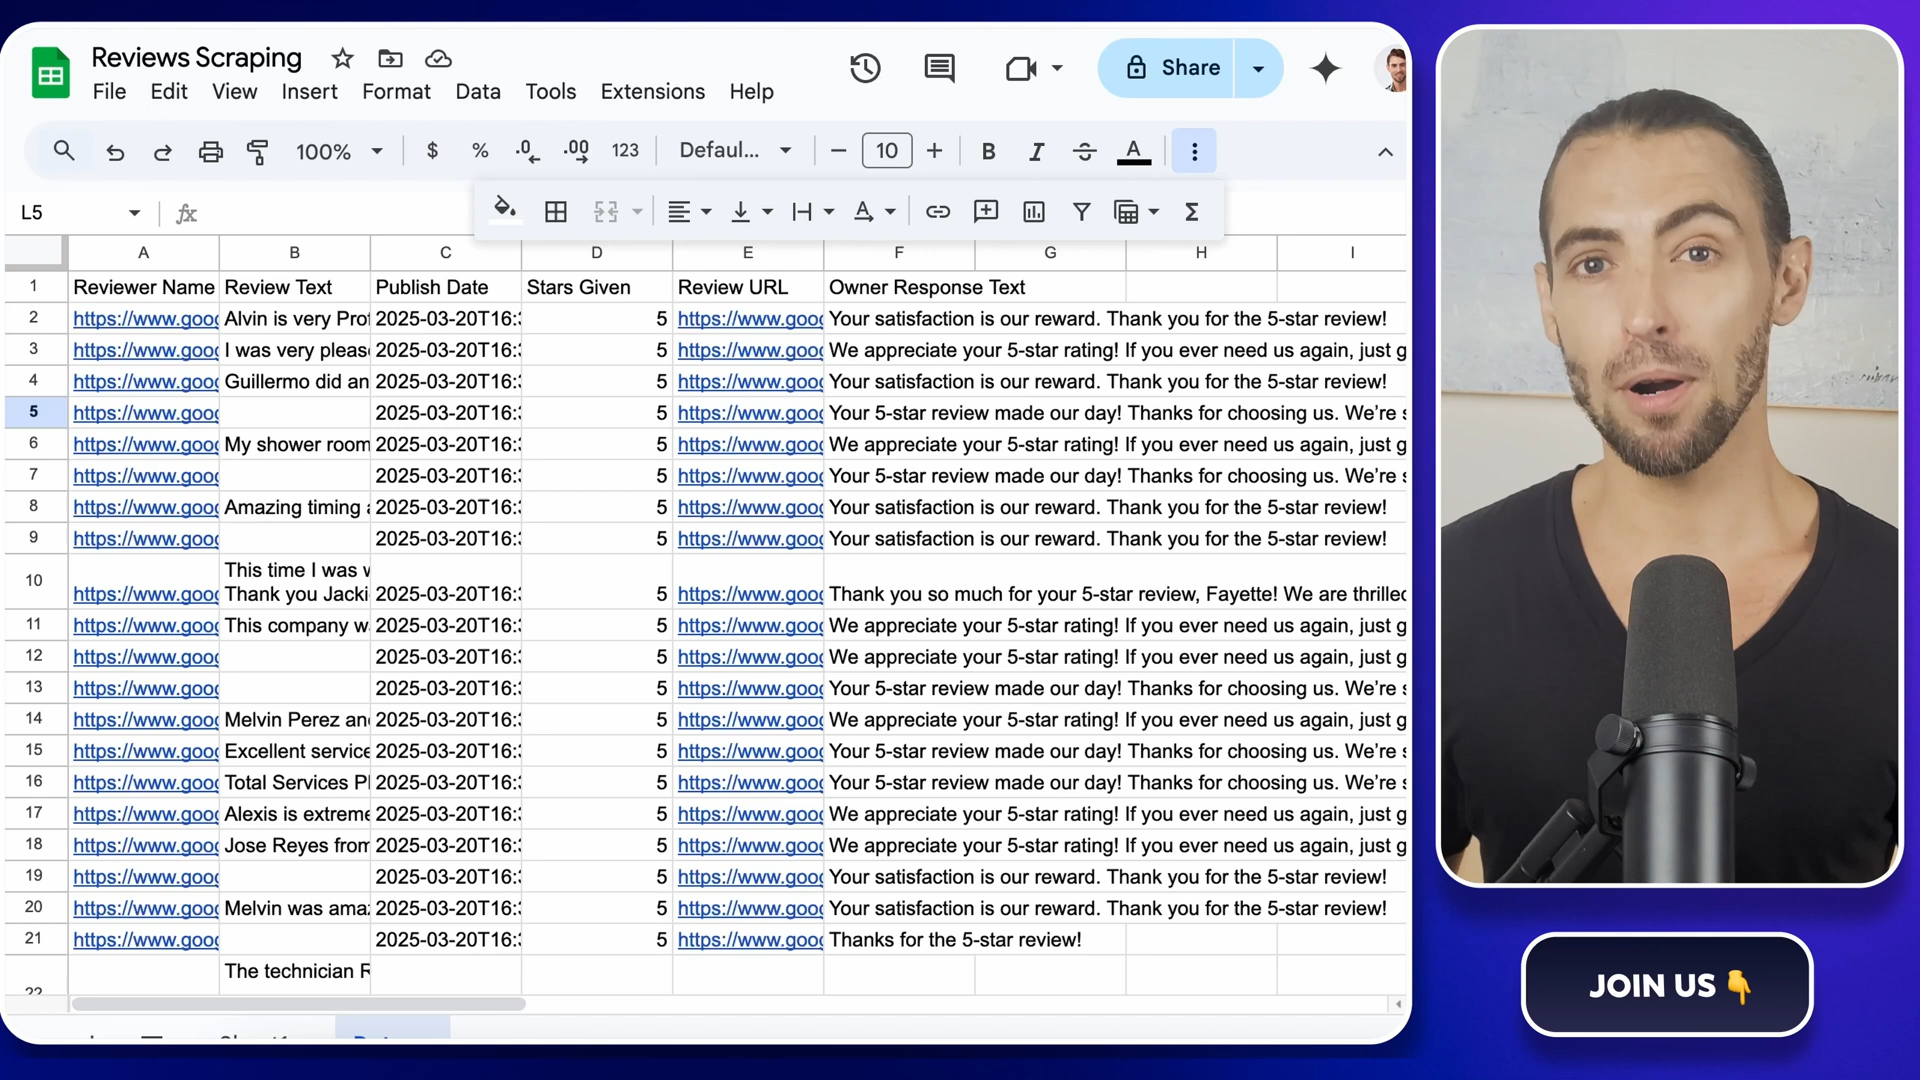 Reviews Scraping
File Edit View Insert Format Data Tools Extensions Help
Share
100% $ % .0 .00 123 Defaul... 10 B I A
L5 fx
A B C D E F G H I
1 Reviewer Name Review Text Publish Date Stars Given Review URL Owner Response Text
2 https://www.goo Alvin is very Pro 2025-03-20T16: 5 https://www.goo Your satisfaction is our reward. Thank you for the 5-star review!
3 https://www.goo I was very pleas 2025-03-20T16: 5 https://www.goo We appreciate your 5-star rating! If you ever need us again, just g
4 https://www.goo Guillermo did an 2025-03-20T16: 5 https://www.goo Your satisfaction is our reward. Thank you for the 5-star review!
5 https://www.goo 2025-03-20T16: 5 https://www.goo Your 5-star review made our day! Thanks for choosing us. We're s
6 https://www.goo My shower room 2025-03-20T16: 5 https://www.goo We appreciate your 5-star rating! If you ever need us again, just g
7 https://www.goo 2025-03-20T16: 5 https://www.goo Your 5-star review made our day! Thanks for choosing us. We're s
8 https://www.goo Amazing timing 2025-03-20T16: 5 https://www.goo Your satisfaction is our reward. Thank you for the 5-star review!
9 https://www.goo 2025-03-20T16: 5 https://www.goo Your satisfaction is our reward. Thank you for the 5-star review!
This time I was w
10 https://www.goo Thank you Jacki 2025-03-20T16: 5 https://www.goo Thank you so much for your 5-star review, Fayette! We are thrilled
11 https://www.goo This company w 2025-03-20T16: 5 https://www.goo We appreciate your 5-star rating! If you ever need us again, just g
12 https://www.goo 2025-03-20T16: 5 https://www.goo We appreciate your 5-star rating! If you ever need us again, just g
13 https://www.goo 2025-03-20T16: 5 https://www.goo Your 5-star review made our day! Thanks for choosing us. We're s
14 https://www.goo Melvin Perez an 2025-03-20T16: 5 https://www.goo We appreciate your 5-star rating! If you ever need us again, just g
15 https://www.goo Excellent service 2025-03-20T16: 5 https://www.goo Your 5-star review made our day! Thanks for choosing us. We're s
16 https://www.goo Total Services Pl 2025-03-20T16: 5 https://www.goo Your 5-star review made our day! Thanks for choosing us. We're s
17 https://www.goo Alexis is extreme 2025-03-20T16: 5 https://www.goo We appreciate your 5-star rating! If you ever need us again, just g
18 https://www.goo Jose Reyes from 2025-03-20T16: 5 https://www.goo We appreciate your 5-star rating! If you ever need us again, just g
19 https://www.goo 2025-03-20T16: 5 https://www.goo Your satisfaction is our reward. Thank you for the 5-star review!
20 https://www.goo Melvin was ama 2025-03-20T16: 5 https://www.goo Your satisfaction is our reward. Thank you for the 5-star review!
21 https://www.goo 2025-03-20T16: 5 https://www.goo Thanks for the 5-star review!
22 The technician R
JOIN US 👇